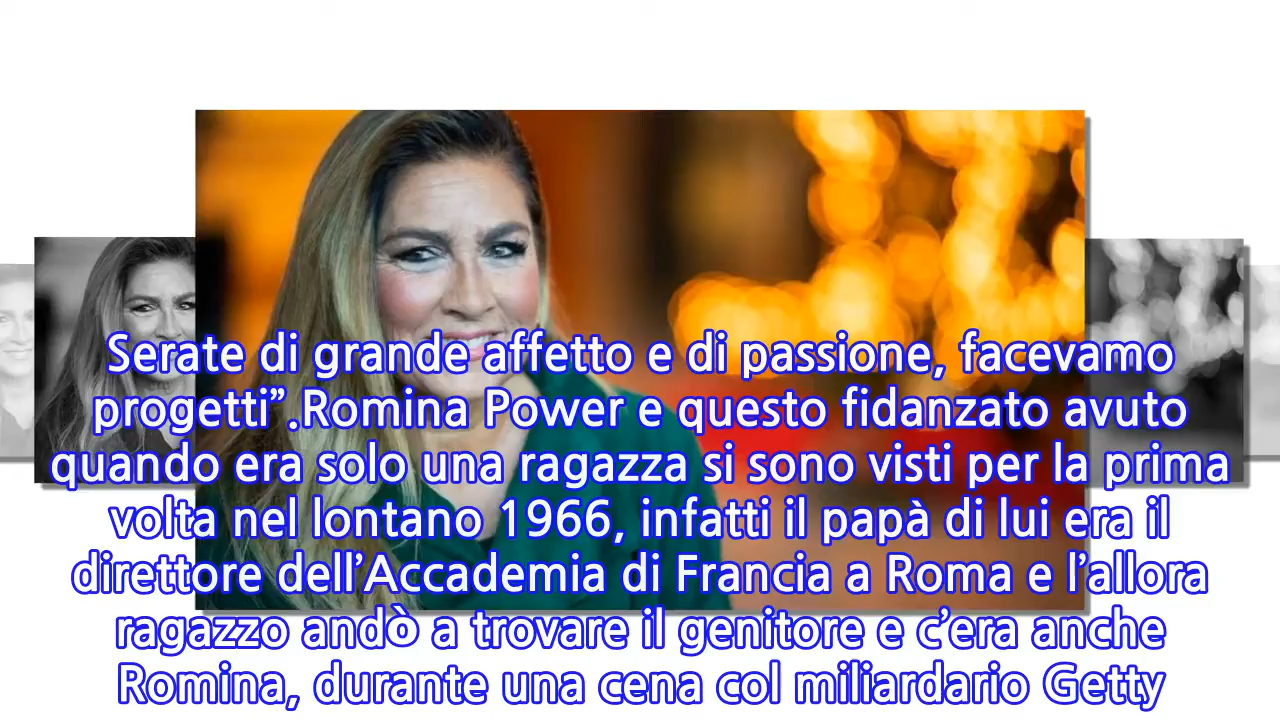 Serate di grande affetto e di passione, facevamo
progetti”.Romina Power e questo fidanzato avuto
quando era solo una ragazza si sono visti per la prima
volta nel lontano 1966, infatti il papà di lui era il
direttore dell’Accademia di Francia a Roma e l’allora
ragazzo andò a trovare il genitore e c’era anche
Romina, durante una cena col miliardario Getty